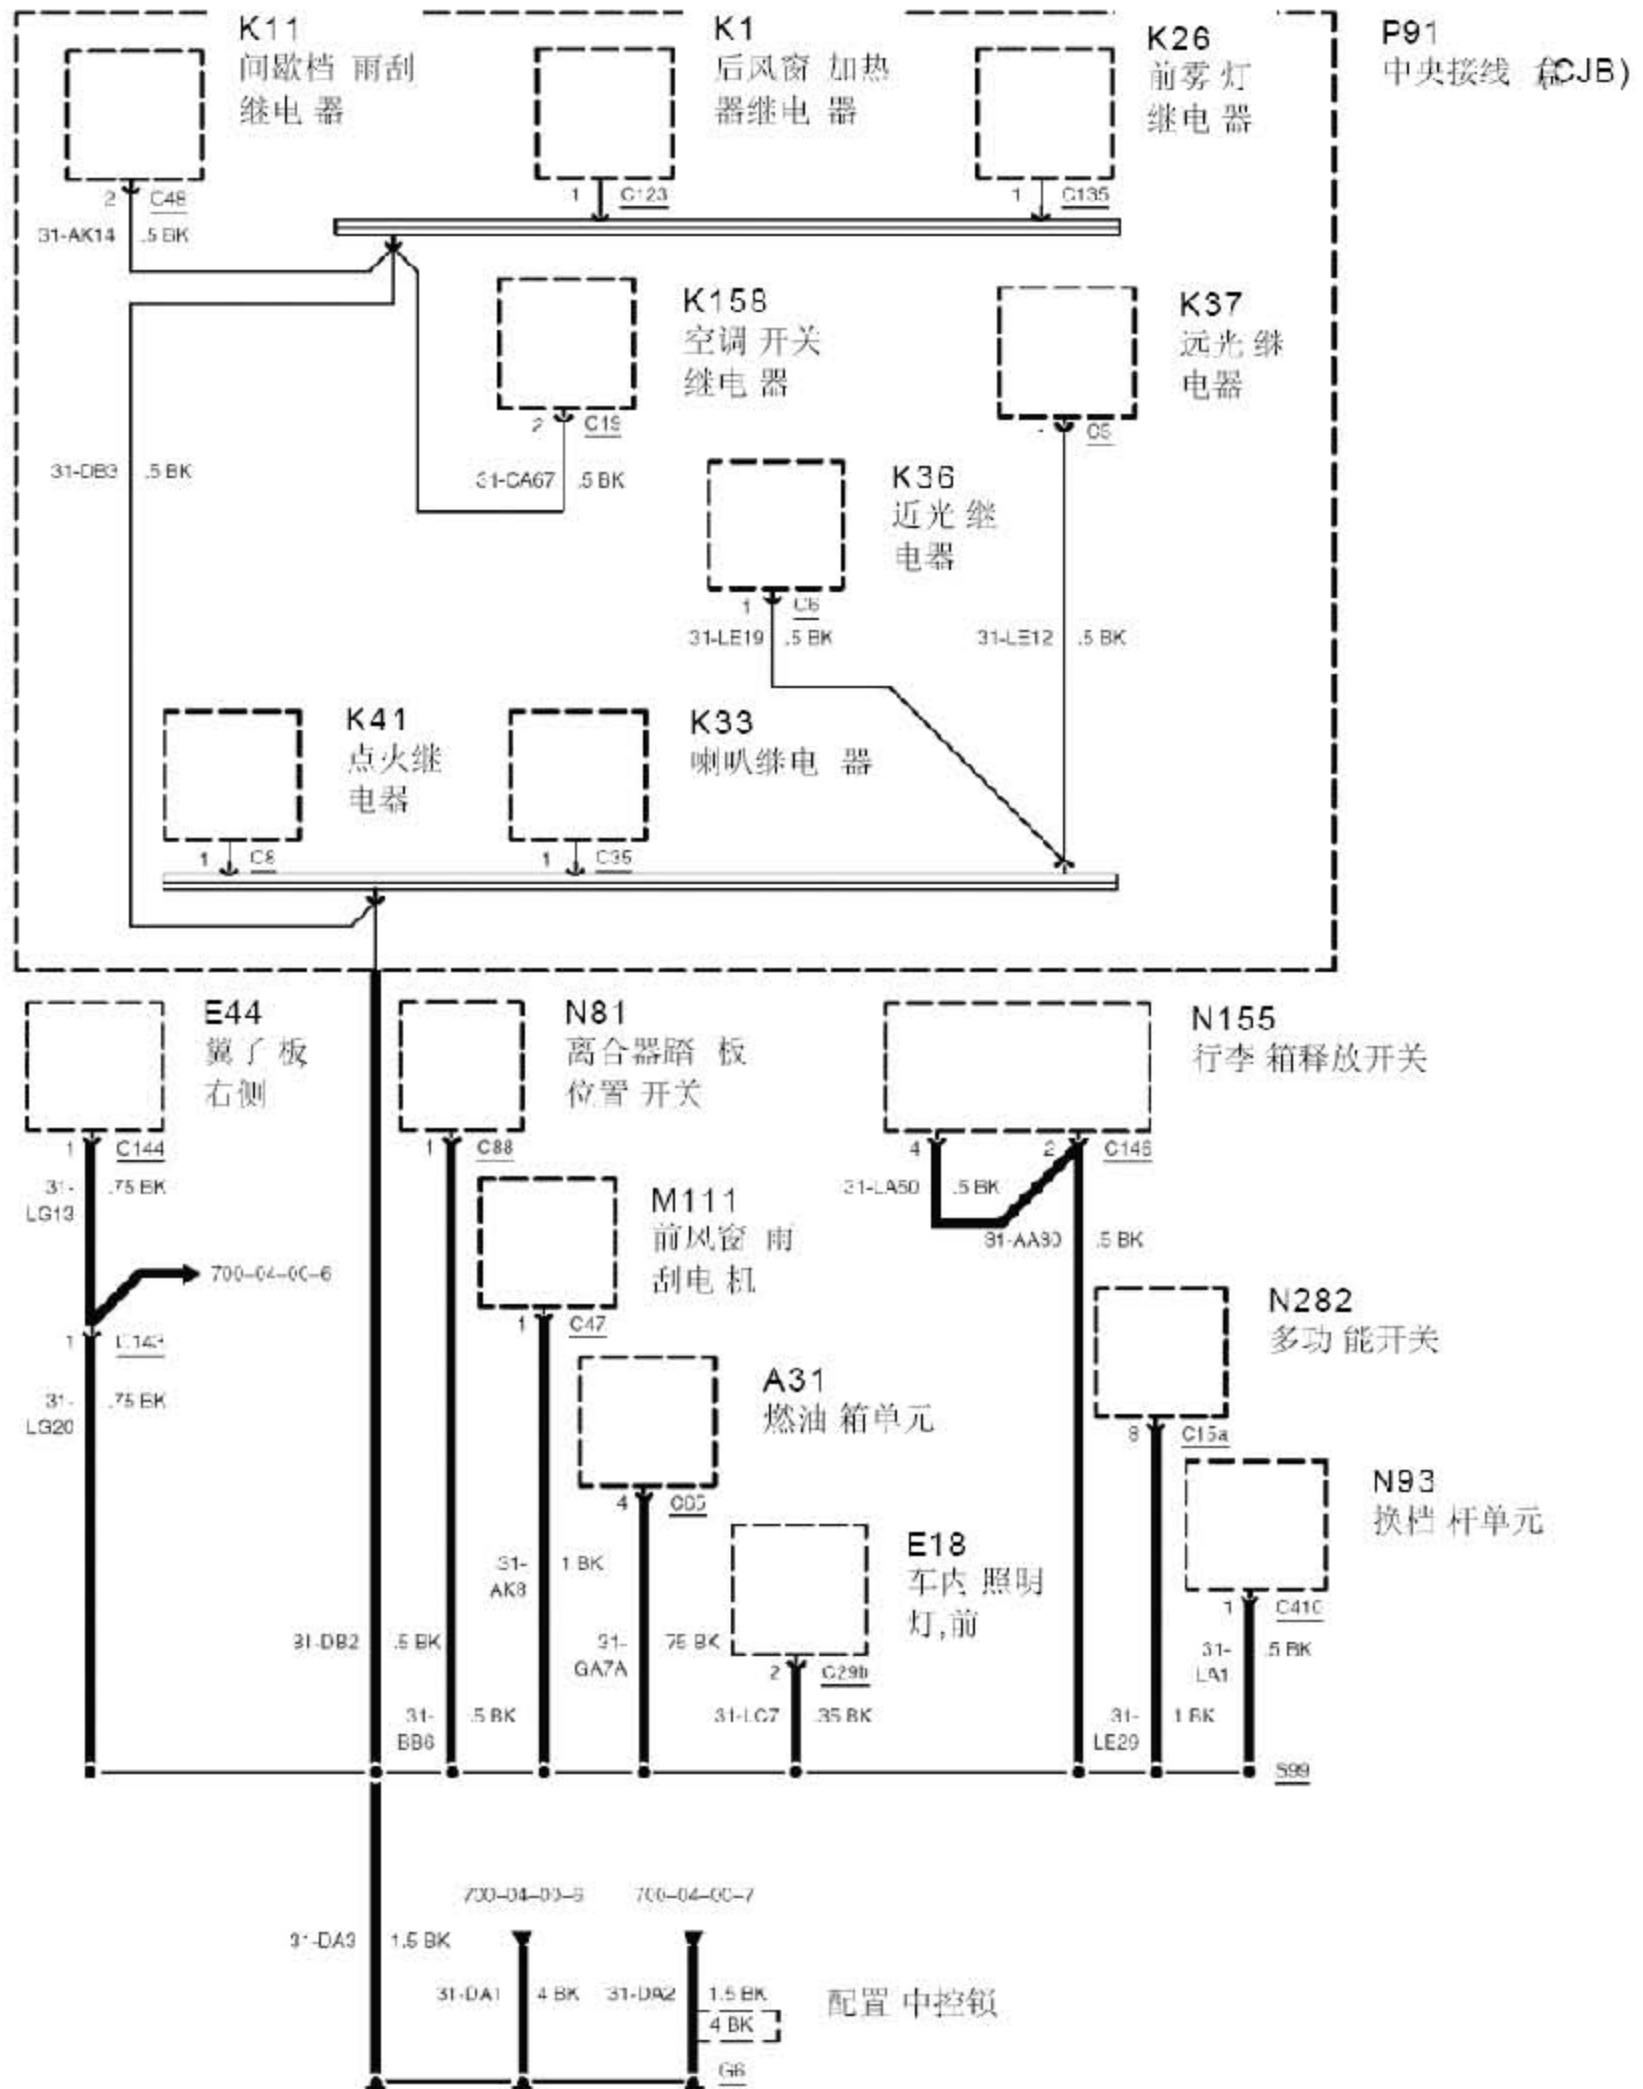 K11
间歇档 雨刮
继电 器
K1
后风窗 加热
器继电 器
K26
前雾 灯
继电 器
P91
中央接线 盒(CJB)
2 C48
31-AK14 .5 BK
1 C123
1 C135
K158
空调 开关
继电 器
2 C19
31-CA67 .5 BK
K37
远光 继
电器
C5
31-DB3 .5 BK
K36
近光 继
电器
1 C6
31-LE19 .5 BK
31-LE12 .5 BK
K41
点火继
电器
1 C8
K33
喇叭继电 器
1 C35
E44
翼子 板
右侧
1 C144
31-
LG13
.75 BK
700-04-00-6
1 C143
31-
LG20
.75 BK
N81
离合器踏 板
位置 开关
1 C88
N155
行李 箱释放开关
4 2 C146
31-LA50 .5 BK
31-AA80 .5 BK
M111
前风窗 雨
刮电 机
1 C47
N282
多功 能开关
8 C15a
A31
燃油 箱单元
4
N93
换档 杆单元
1 C410
E18
车内 照明
灯,前
2 C29b
31-
AK8
1 BK
31-DB2 .5 BK
31-
GA7A
.75 BK
31-
LA1
.5 BK
31-
BB6
.5 BK
31-LC7 .35 BK
31-
LE29
1 BK
S99
700-04-00-6
700-04-00-7
31-DA3 1.5 BK
31-DA1 4 BK
31-DA2 1.5 BK
4 BK
配置 中控锁
G6